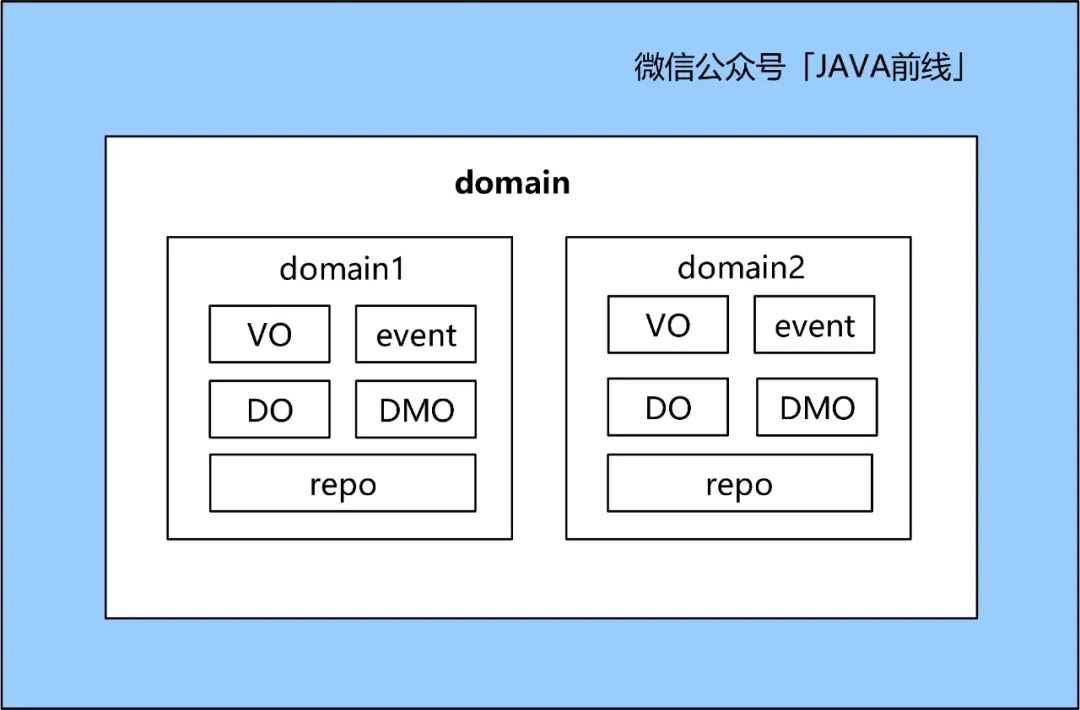 微信公众号「JAVA前线」
domain
domain1
VO
event
DO
DMO
repo
domain2
VO
event
DO
DMO
repo